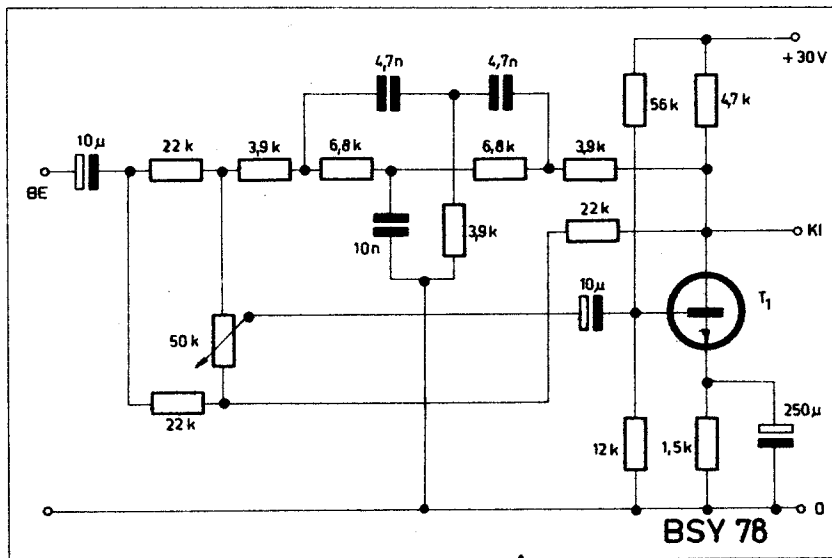 +30V
4,7n
4,7n
56k
4,7k
10µ
22k
3,9k
6,8k
6,8k
3,9k
BE
22k
10n
3,9k
KI
10µ
T1
50k
22k
12k
1,5k
250µ
0
BSY 78